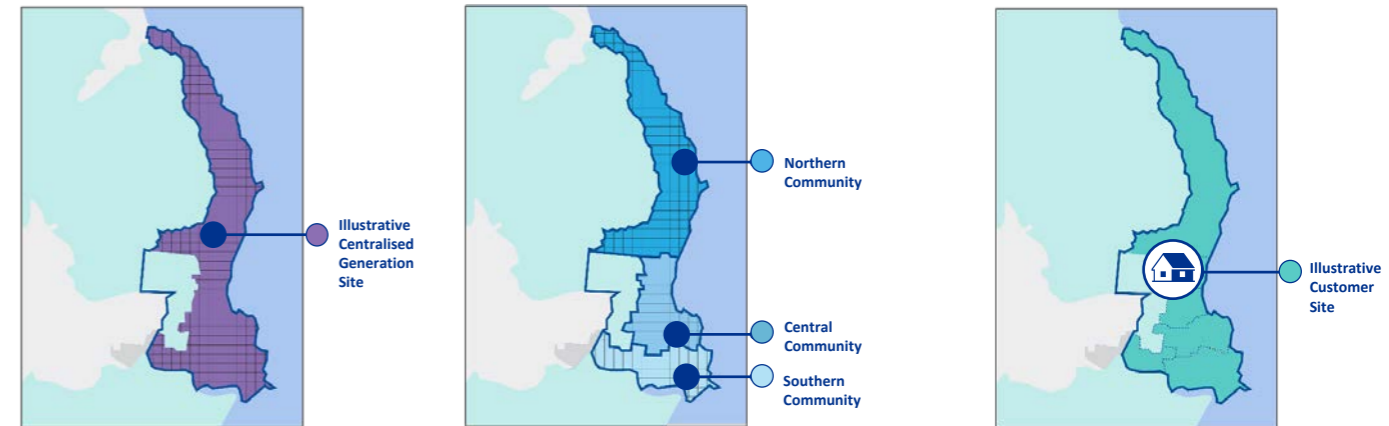 Illustrative
Centralised
Generation
Site
Northern
Community
Central
Community
Southern
Community
Illustrative
Customer
Site